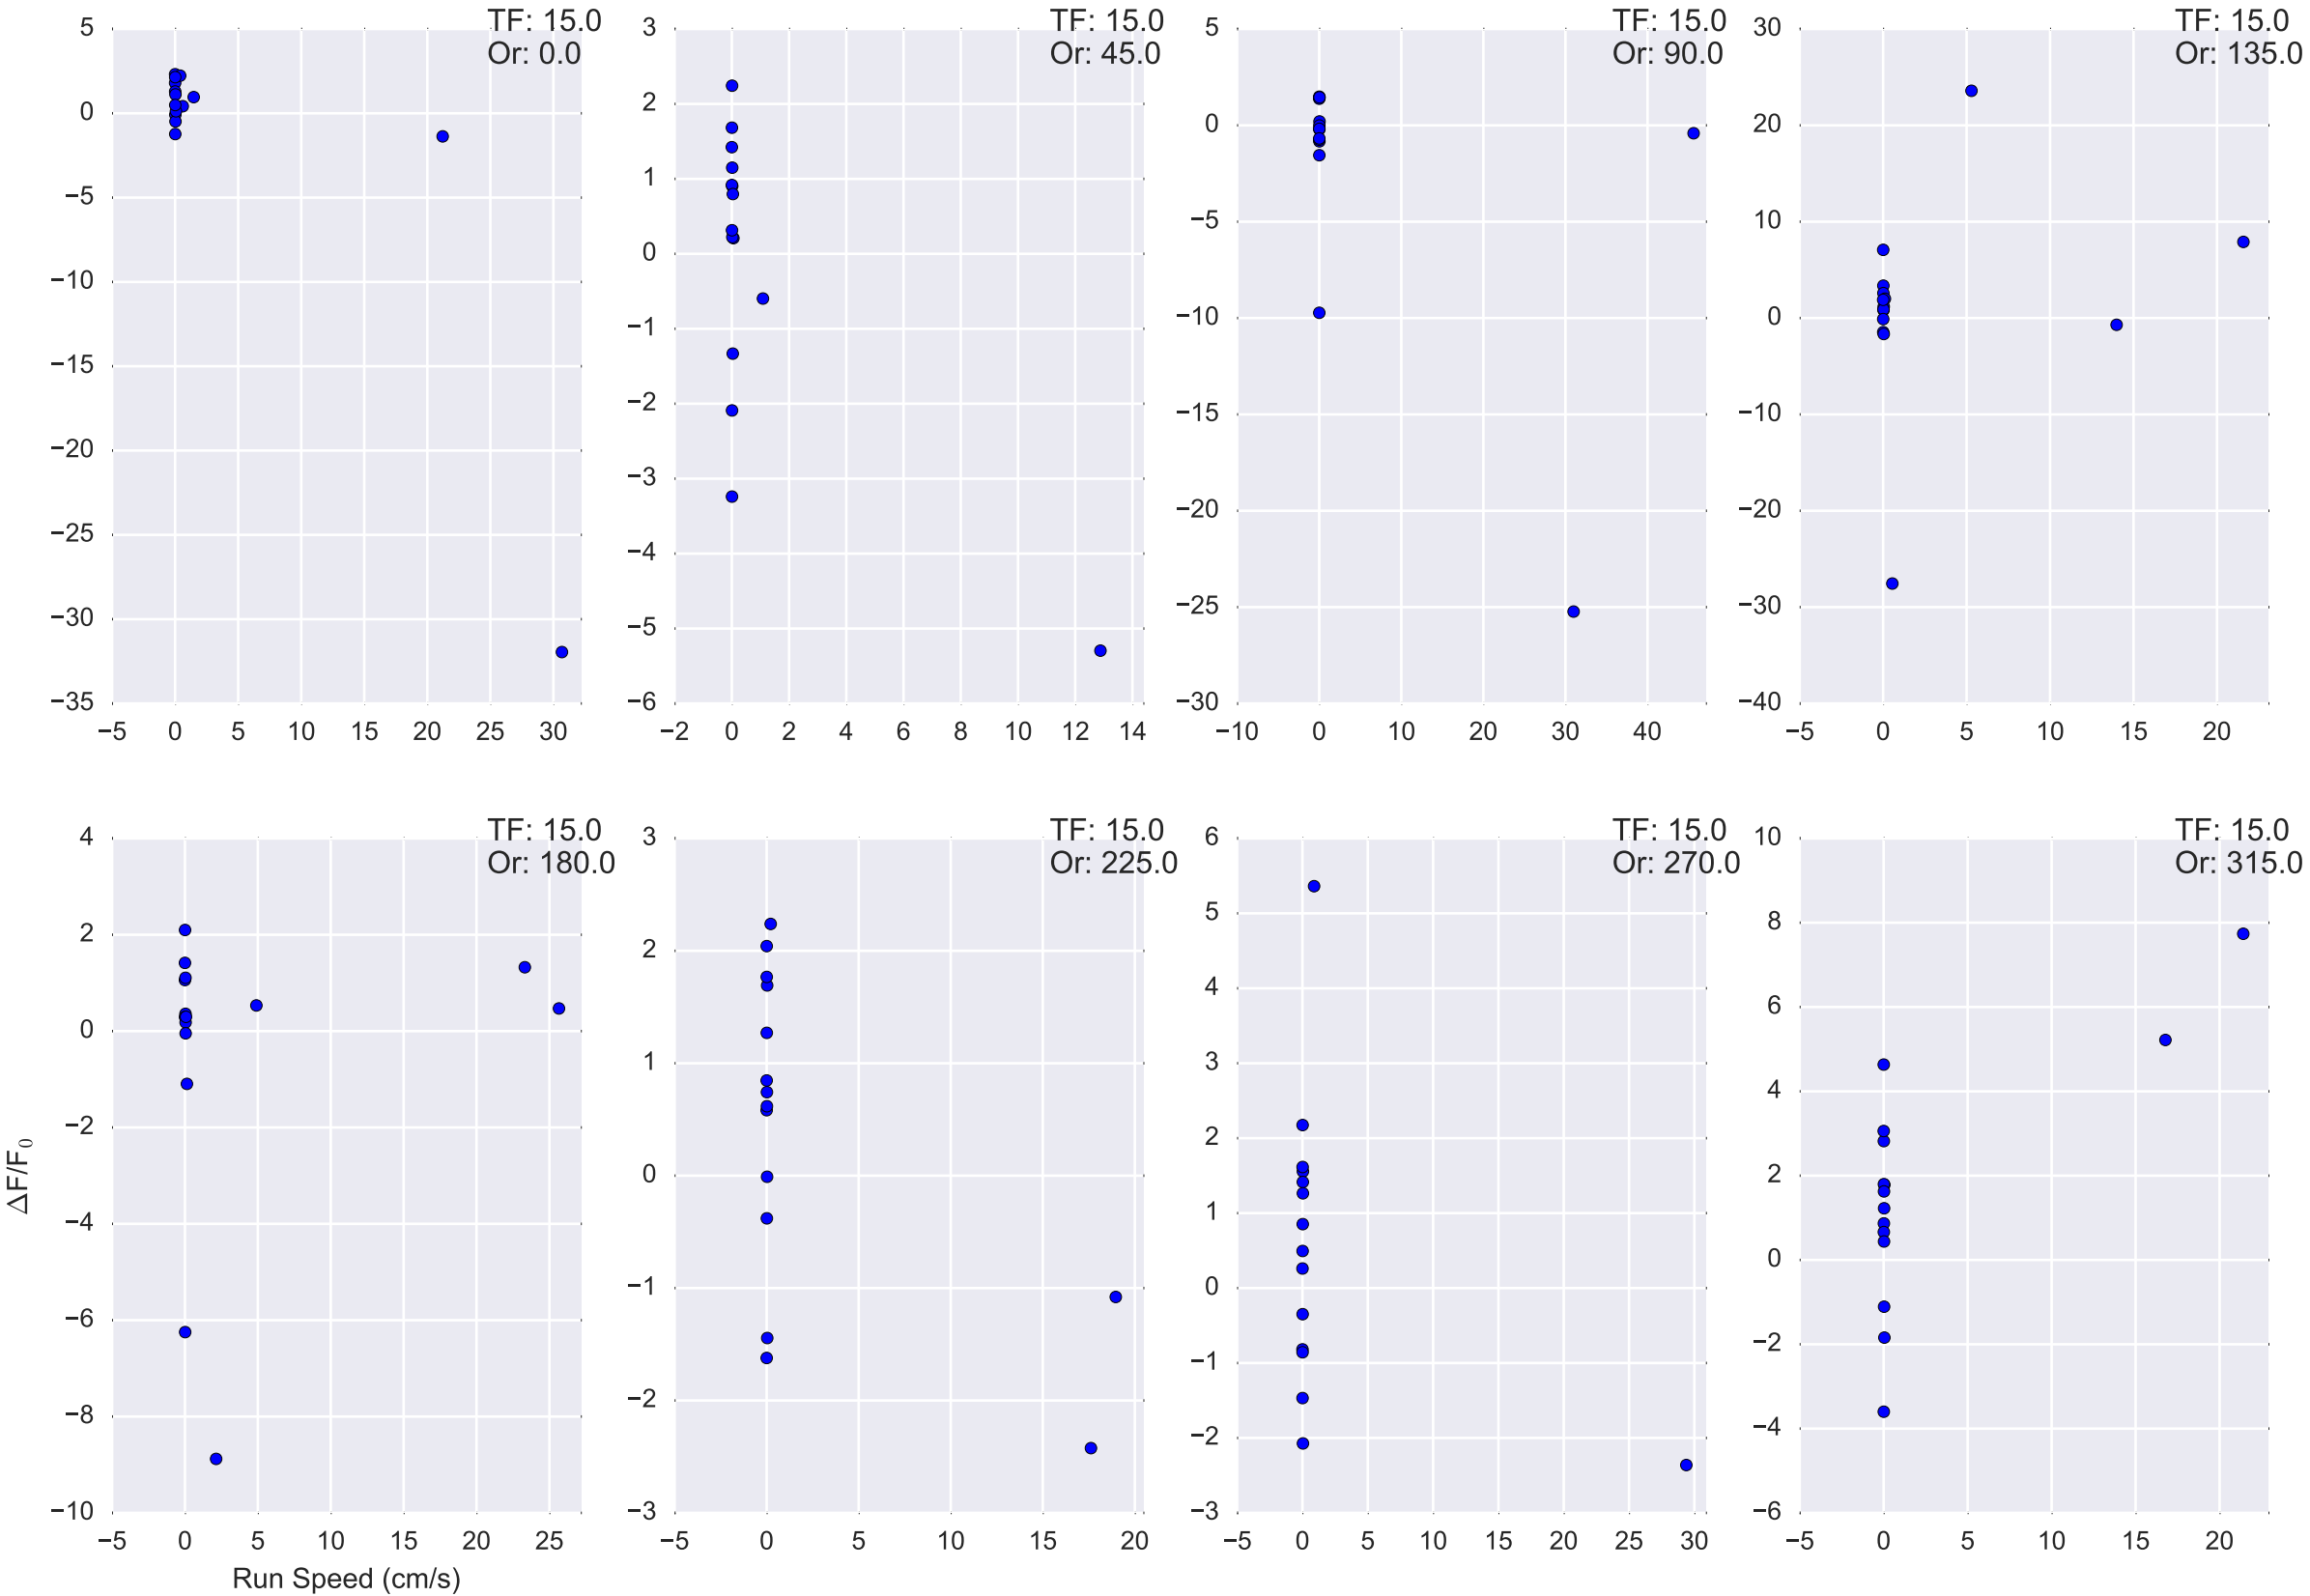 TF: 15.0
Or: 0.0
5
0
−5
−10
−15
−20
−25
−30
−35
−5 0 5 10 15 20 25 30
TF: 15.0
Or: 45.0
3
2
1
0
−1
−2
−3
−4
−5
−6
−2 0 2 4 6 8 10 12 14
TF: 15.0
Or: 90.0
5
0
−5
−10
−15
−20
−25
−30
−10 0 10 20 30 40
TF: 15.0
Or: 135.0
30
20
10
0
−10
−20
−30
−40
−5 0 5 10 15 20
TF: 15.0
Or: 180.0
4
2
0
−2
−4
−6
−8
−10
−5 0 5 10 15 20 25
ΔF/F₀
Run Speed (cm/s)
TF: 15.0
Or: 225.0
3
2
1
0
−1
−2
−3
−5 0 5 10 15 20
TF: 15.0
Or: 270.0
6
5
4
3
2
1
0
−1
−2
−3
−5 0 5 10 15 20 25 30
TF: 15.0
Or: 315.0
10
8
6
4
2
0
−2
−4
−6
−5 0 5 10 15 20